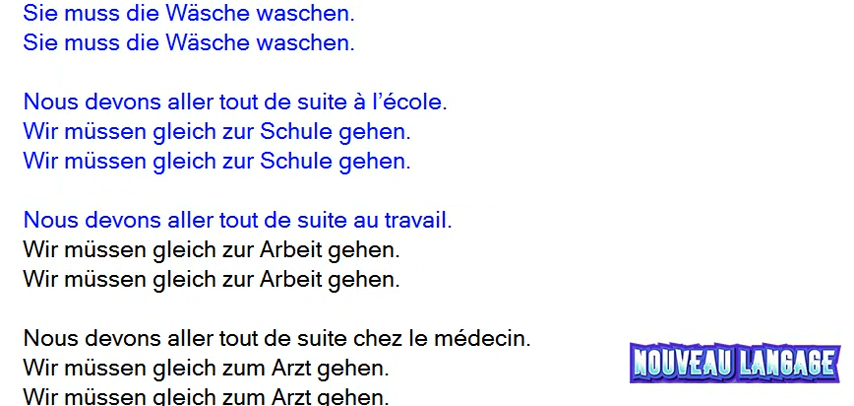 Sie muss die Wäsche waschen.
Sie muss die Wäsche waschen.
Nous devons aller tout de suite à l’école.
Wir müssen gleich zur Schule gehen.
Wir müssen gleich zur Schule gehen.
Nous devons aller tout de suite au travail.
Wir müssen gleich zur Arbeit gehen.
Wir müssen gleich zur Arbeit gehen.
Nous devons aller tout de suite chez le médecin.
Wir müssen gleich zum Arzt gehen.
Wir müssen gleich zum Arzt gehen.
NOUVEAU LANGAGE